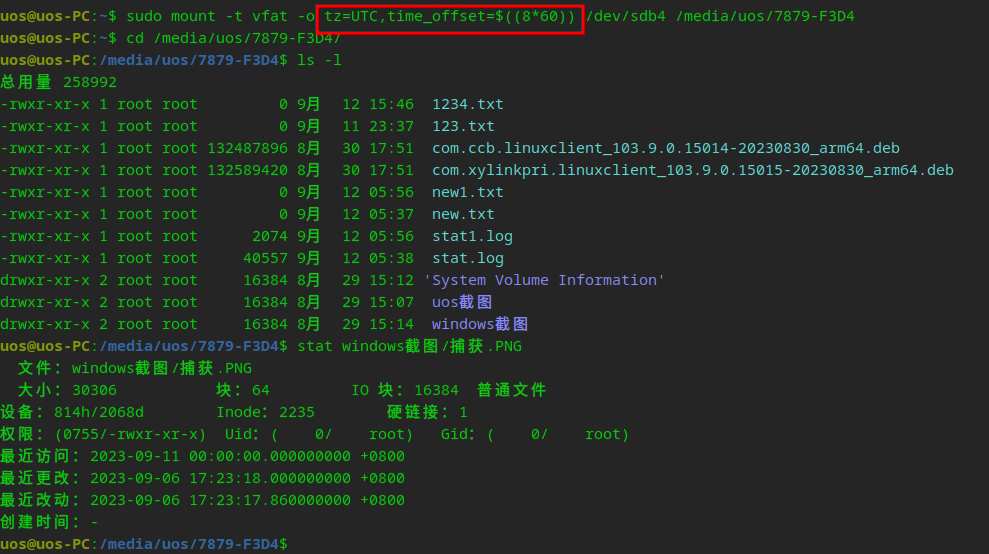 uos@uos-PC:~$ sudo mount -t vfat -o tz=UTC,time_offset=$((8*60)) /dev/sdb4 /media/uos/7879-F3D4
uos@uos-PC:~$ cd /media/uos/7879-F3D4/
uos@uos-PC:/media/uos/7879-F3D4$ ls -l
总用量 258992
-rwxr-xr-x 1 root root         0 9月   12 15:46  1234.txt
-rwxr-xr-x 1 root root         0 9月   11 23:37  123.txt
-rwxr-xr-x 1 root root 132487896 8月   30 17:51  com.ccb.linuxclient_103.9.0.15014-20230830_arm64.deb
-rwxr-xr-x 1 root root 132589420 8月   30 17:51  com.xylinkpri.linuxclient_103.9.0.15015-20230830_arm64.deb
-rwxr-xr-x 1 root root         0 9月   12 05:56  new1.txt
-rwxr-xr-x 1 root root         0 9月   12 05:37  new.txt
-rwxr-xr-x 1 root root      2074 9月   12 05:56  stat1.log
-rwxr-xr-x 1 root root     40557 9月   12 05:38  stat.log
drwxr-xr-x 2 root root     16384 8月   29 15:12 'System Volume Information'
drwxr-xr-x 2 root root     16384 8月   29 15:07  uos截图
drwxr-xr-x 2 root root     16384 8月   29 15:14  windows截图
uos@uos-PC:/media/uos/7879-F3D4$ stat windows截图/捕获.PNG
  文件：windows截图/捕获.PNG
  大小：30306           块：64         IO 块：16384  普通文件
设备：814h/2068d        Inode：2235        硬链接：1
权限：(0755/-rwxr-xr-x)  Uid：(    0/    root)   Gid：(    0/    root)
最近访问：2023-09-11 00:00:00.000000000 +0800
最近更改：2023-09-06 17:23:18.000000000 +0800
最近改动：2023-09-06 17:23:17.860000000 +0800
创建时间：-
uos@uos-PC:/media/uos/7879-F3D4$